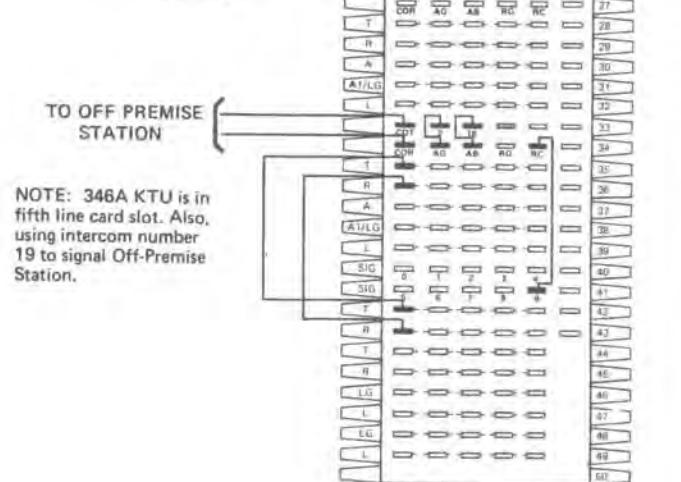 COR AG AB RG RC 27
T 28
R 29
A 30
A1/LG 31
L 32
TO OFF PREMISE
STATION
CDT 33
COR AG AB RG RC 34
T 35
R 36
A 37
A1/LG 38
L 39
NOTE: 346A KTU is in
fifth line card slot. Also,
using intercom number
19 to signal Off-Premise
Station.
SIG 40
0 1 2 3 4
SIG 41
5 6 7 8 9
T 42
R 43
T 44
R 45
LG 46
L 47
LG 48
L 49
50